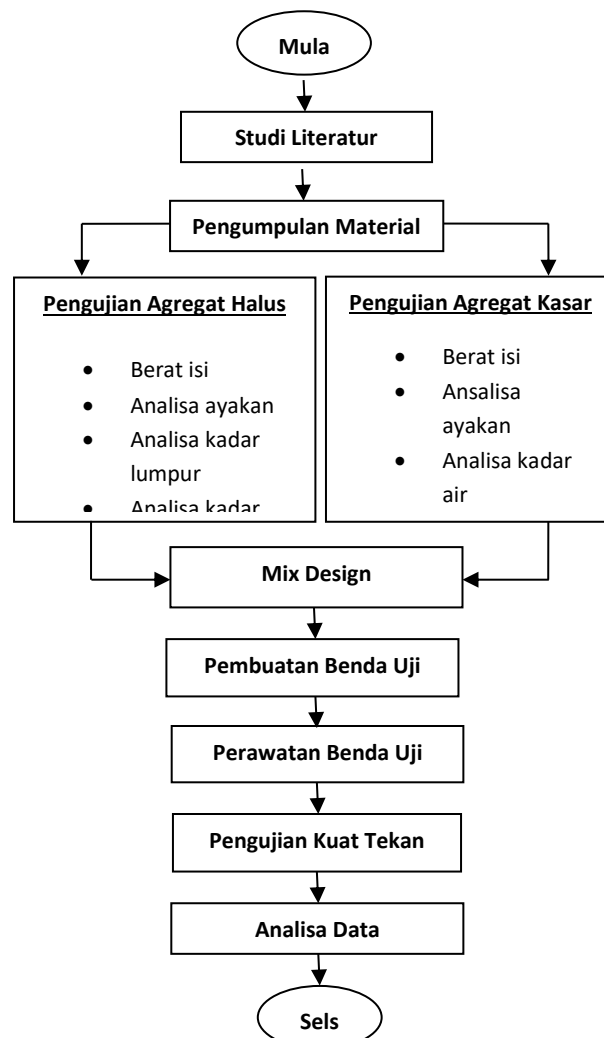 Mula
Studi Literatur
Pengumpulan Material
Pengujian Agregat Halus
• Berat isi
• Analisa ayakan
• Analisa kadar
lumpur
• Analisa kadar
Pengujian Agregat Kasar
• Berat isi
• Ansalisa
ayakan
• Analisa kadar
air
Mix Design
Pembuatan Benda Uji
Perawatan Benda Uji
Pengujian Kuat Tekan
Analisa Data
Sels